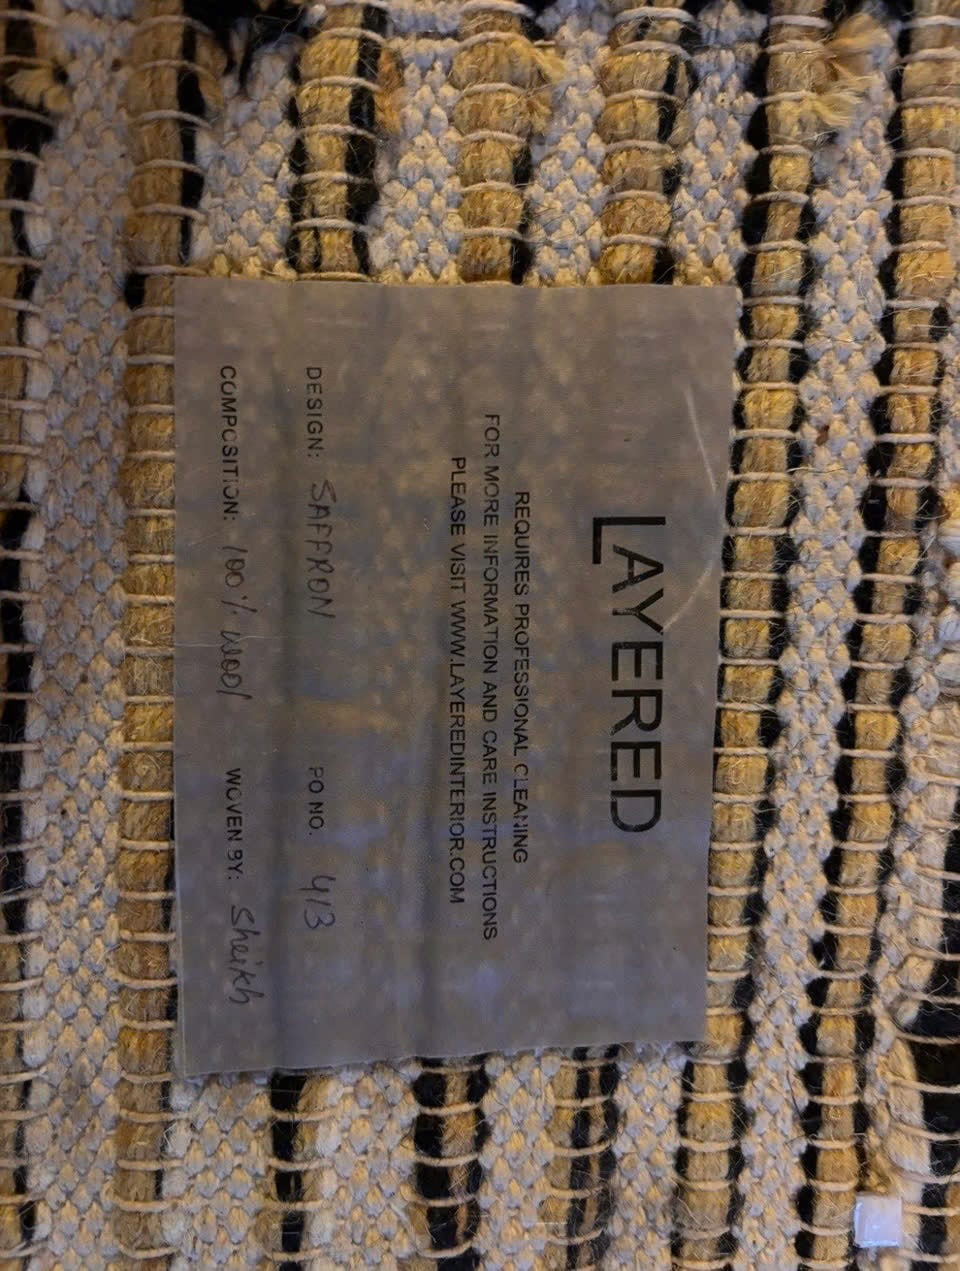 LAYERED
REQUIRES PROFESSIONAL CLEANING
FOR MORE INFORMATION AND CARE INSTRUCTIONS
PLEASE VISIT WWW.LAYEREDINTERIOR.COM
DESIGN: SAFFRON PO NO. 413
COMPOSITION: 100% wool WOVEN BY: Sheikh